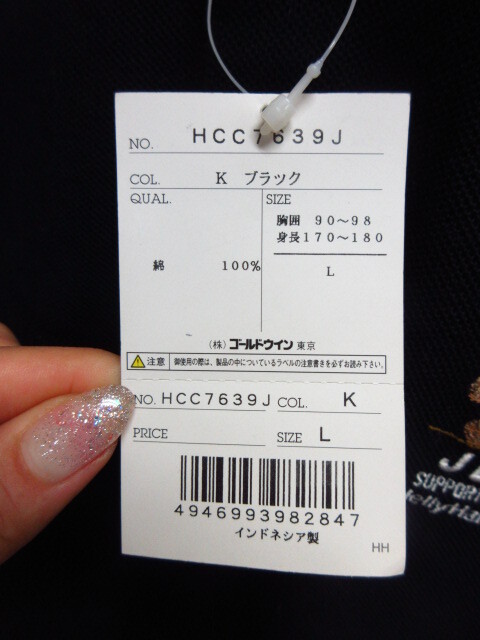 NO. HCC7639J
COL. K ブラック
QUAL.
SIZE
胸囲 90～98
身長170～180
綿 100%
L
(株) ゴールドウイン 東京
注意 御使用の際は、製品の中についているラベルの注意書きを必ずお読み下さい。
NO. HCC7639J COL. K
PRICE
SIZE L
4946993982847
インドネシア製
HH
SUPPORT